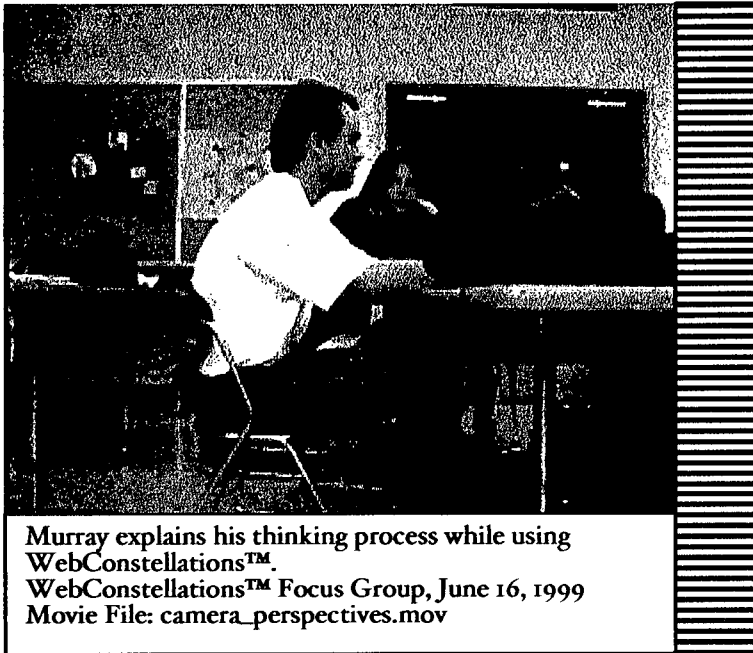 Murray explains his thinking process while using
WebConstellations™.
WebConstellations™ Focus Group, June 16, 1999
Movie File: camera_perspectives.mov